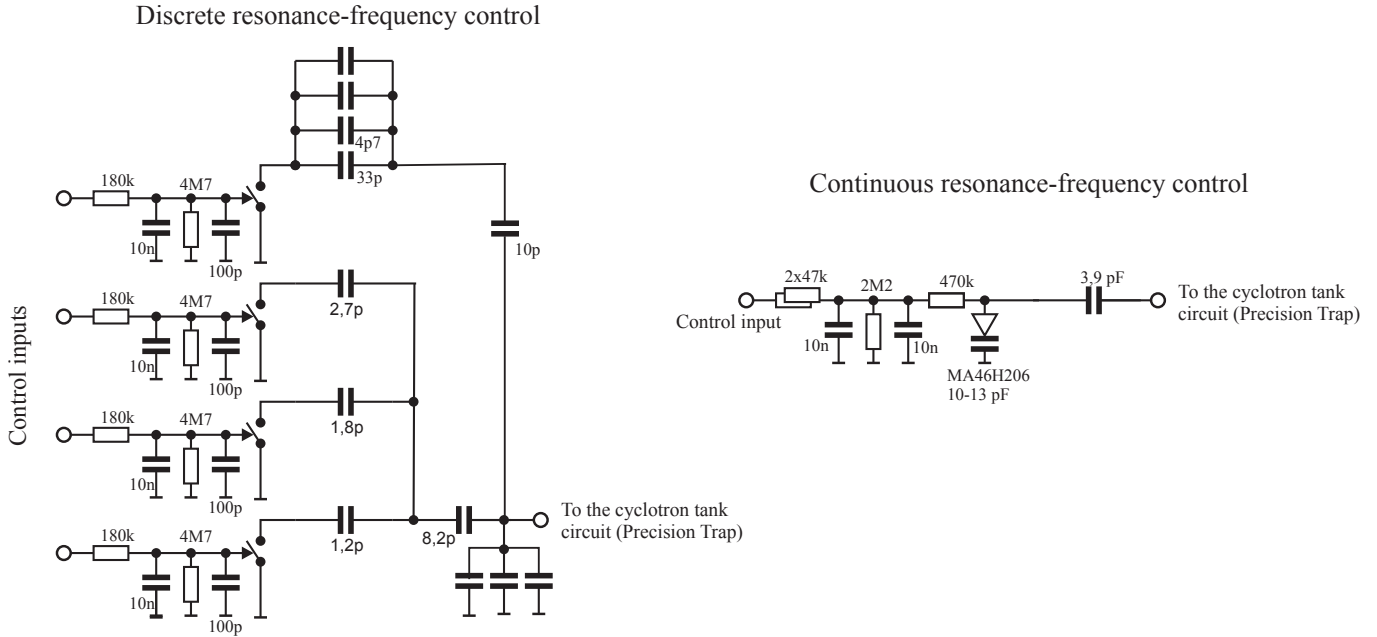 Discrete resonance-frequency control
4p7
33p
180k
4M7
10n
100p
10p
180k
4M7
10n
100p
2,7p
180k
4M7
10n
100p
1,8p
180k
4M7
10n
100p
1,2p
8,2p
To the cyclotron tank
circuit (Precision Trap)
Control inputs
Continuous resonance-frequency control
2x47k
2M2
470k
3,9 pF
Control input
10n
10n
MA46H206
10-13 pF
To the cyclotron tank
circuit (Precision Trap)